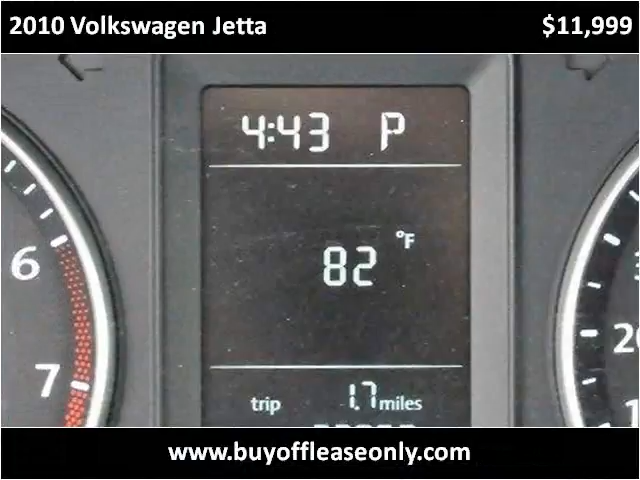 2010 Volkswagen Jetta $11,999
4:43 P
°F
82
6
7
trip 1.7 miles
www.buyoffleaseonly.com